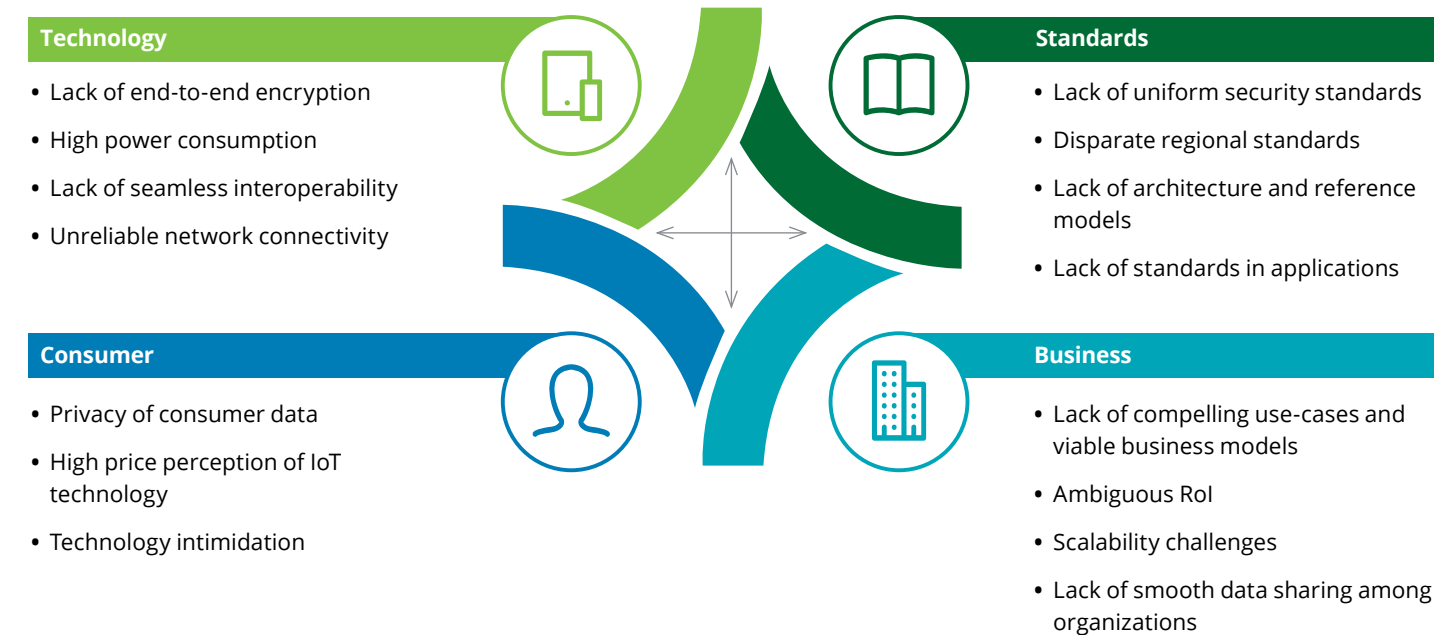 Technology
• Lack of end-to-end encryption
• High power consumption
• Lack of seamless interoperability
• Unreliable network connectivity
Standards
• Lack of uniform security standards
• Disparate regional standards
• Lack of architecture and reference
models
• Lack of standards in applications
Consumer
• Privacy of consumer data
• High price perception of IoT
technology
• Technology intimidation
Business
• Lack of compelling use-cases and
viable business models
• Ambiguous RoI
• Scalability challenges
• Lack of smooth data sharing among
organizations